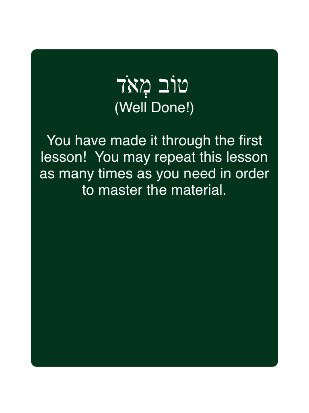 טוֹב מְאֹד
(Well Done!)
You have made it through the first
lesson!  You may repeat this lesson
as many times as you need in order
to master the material.